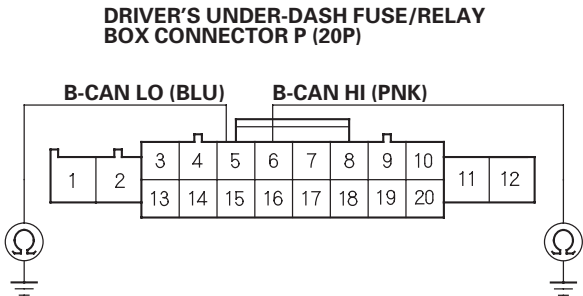 DRIVER'S UNDER-DASH FUSE/RELAY
BOX CONNECTOR P (20P)
B-CAN LO (BLU) B-CAN HI (PNK)
1 2 3 4 5 6 7 8 9 10 11 12
13 14 15 16 17 18 19 20
Ω Ω